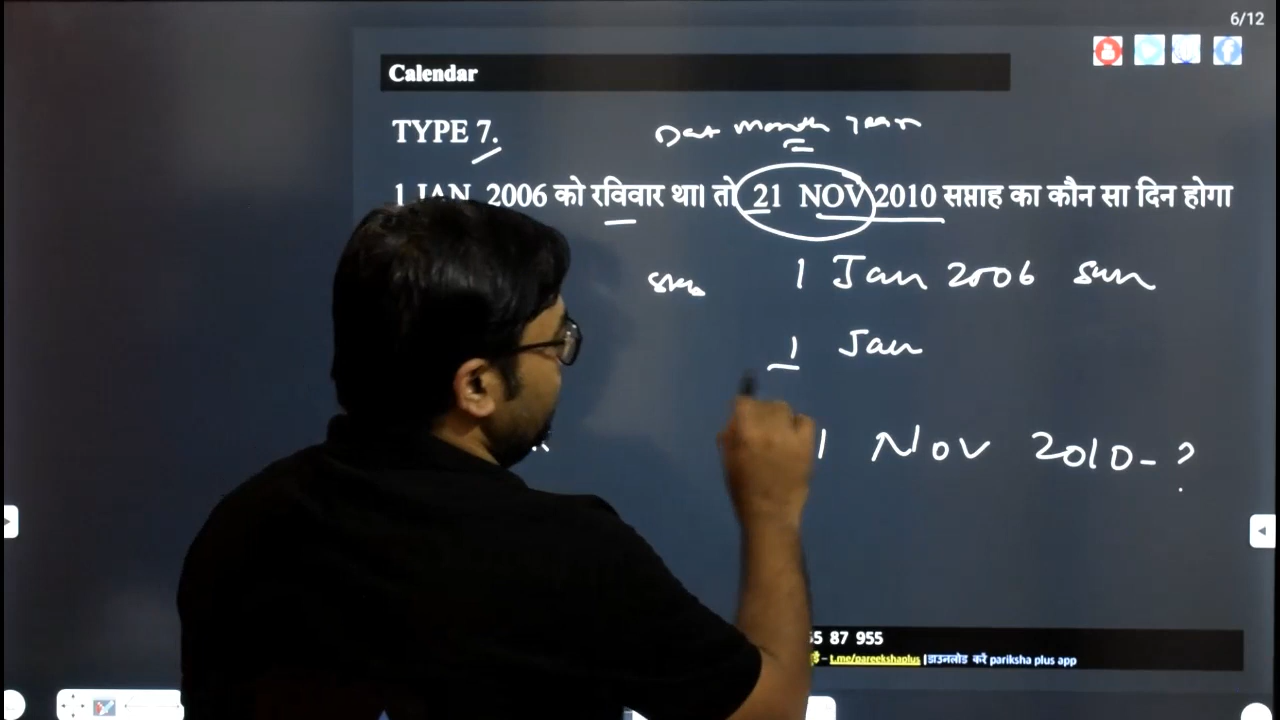 6/12
Calendar
TYPE 7.
Month Year
1 JAN 2006 को रविवार था। तो 21 NOV 2010 सप्ताह का कौन सा दिन होगा
1 Jan 2006 Sun
1 Jan
1 Nov 2010 - ?
55 87 955
t.me/pareekshaplus | डाउनलोड करें pariksha plus app